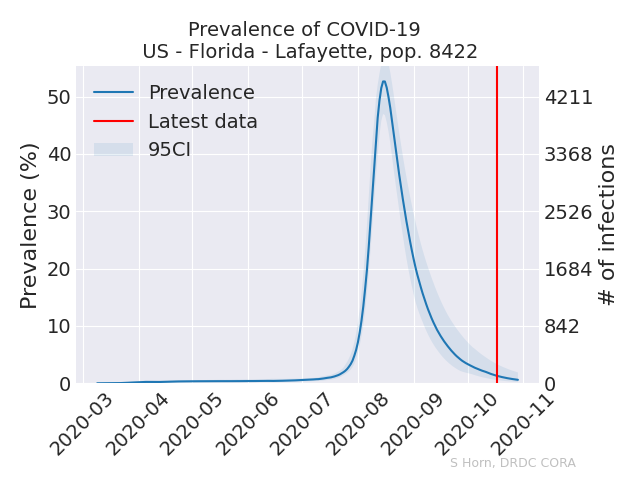 Prevalence of COVID-19
US - Florida - Lafayette, pop. 8422
Prevalence
Latest data
95CI
Prevalence (%)
50
40
30
20
10
0
4211
3368
2526
1684
842
0
# of infections
2020-03
2020-04
2020-05
2020-06
2020-07
2020-08
2020-09
2020-10
2020-11
S Horn, DRDC CORA